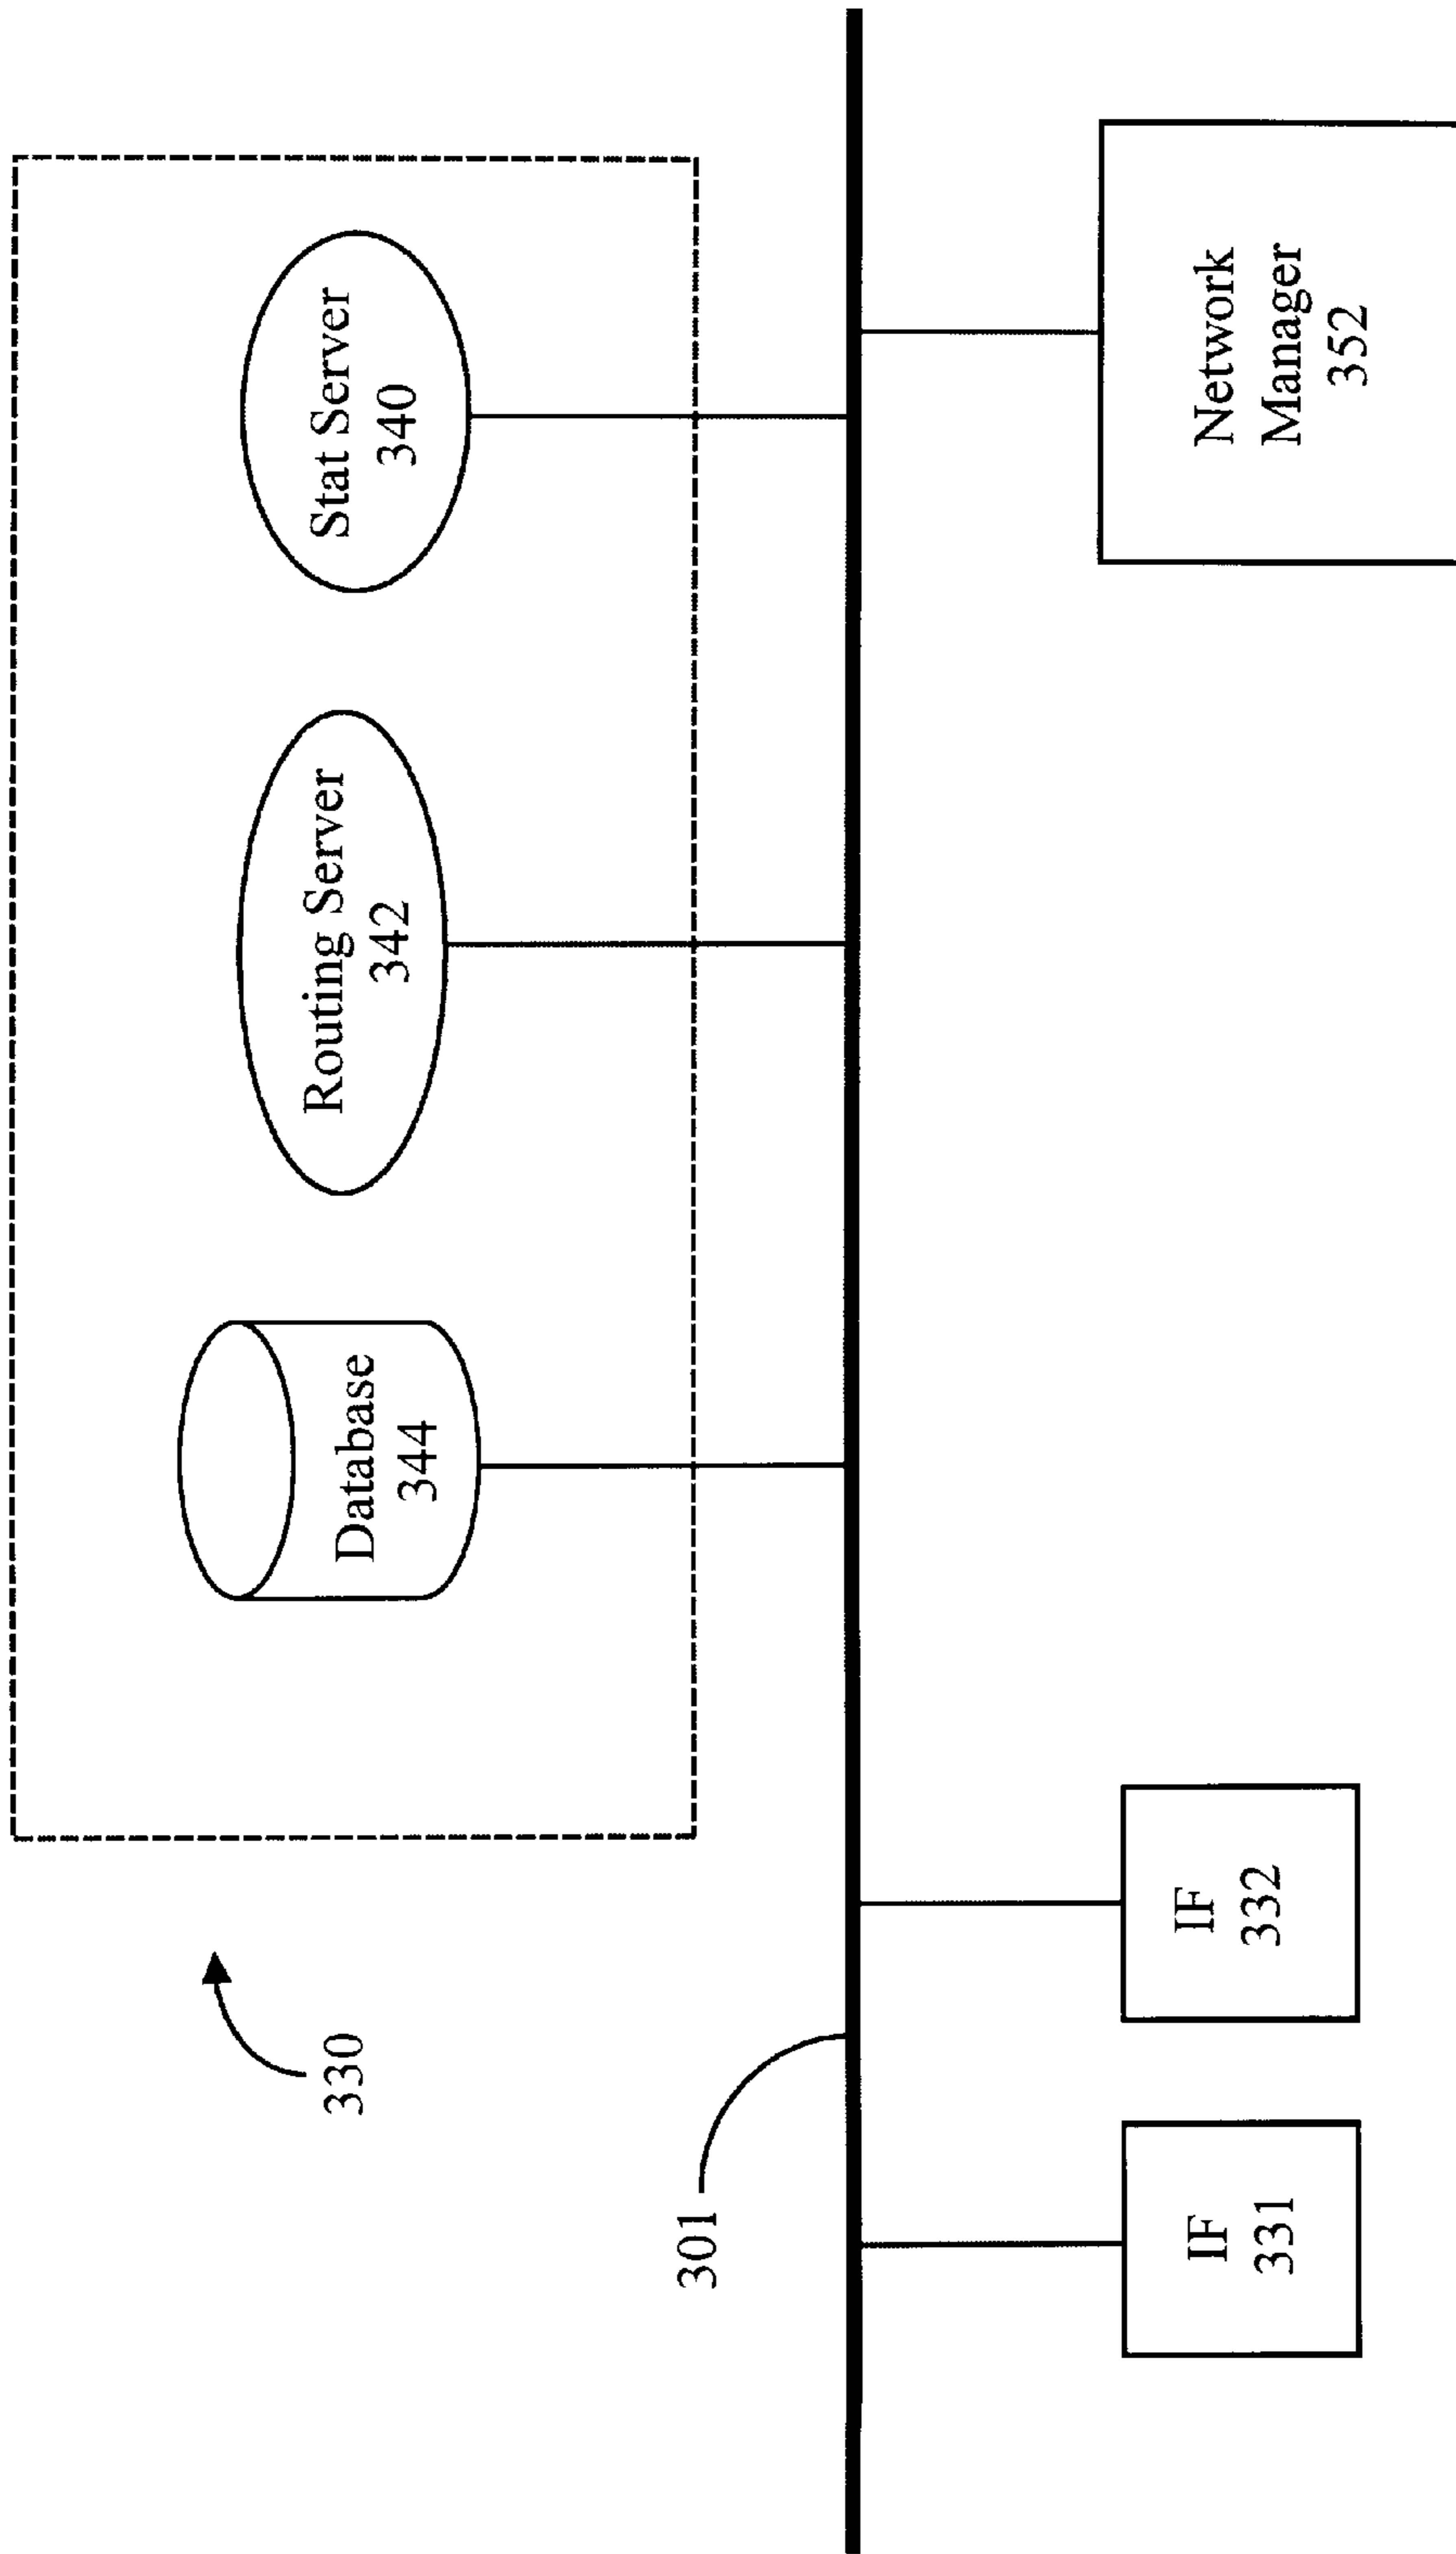 330
Database
344
Routing Server
342
Stat Server
340
301
IF
331
IF
332
Network
Manager
352